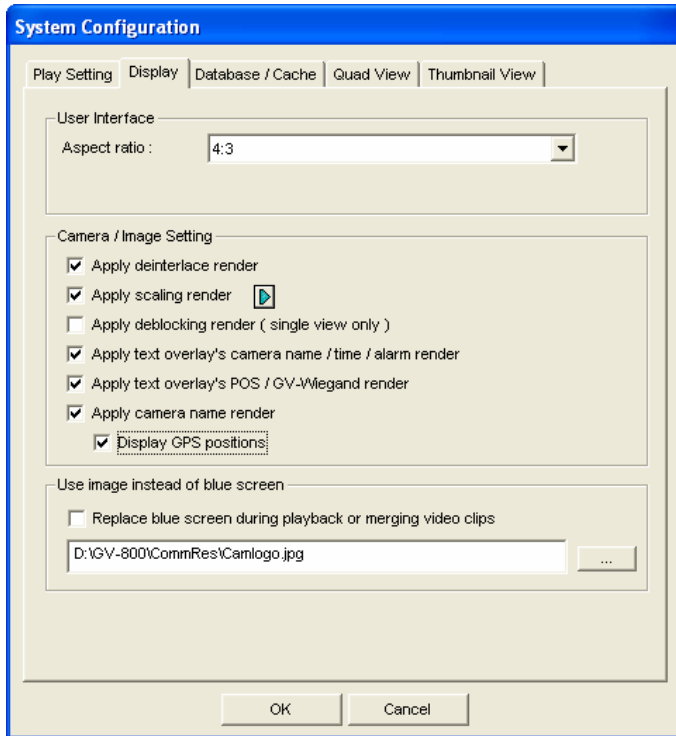 System Configuration
Play Setting Display Database / Cache Quad View Thumbnail View
User Interface
Aspect ratio : 4:3
Camera / Image Setting
Apply deinterlace render
Apply scaling render
Apply deblocking render ( single view only )
Apply text overlay's camera name / time / alarm render
Apply text overlay's POS / GV-Wiegand render
Apply camera name render
Display GPS positions
Use image instead of blue screen
Replace blue screen during playback or merging video clips
D:\GV-800\CommRes\Camlogo.jpg ...
OK Cancel